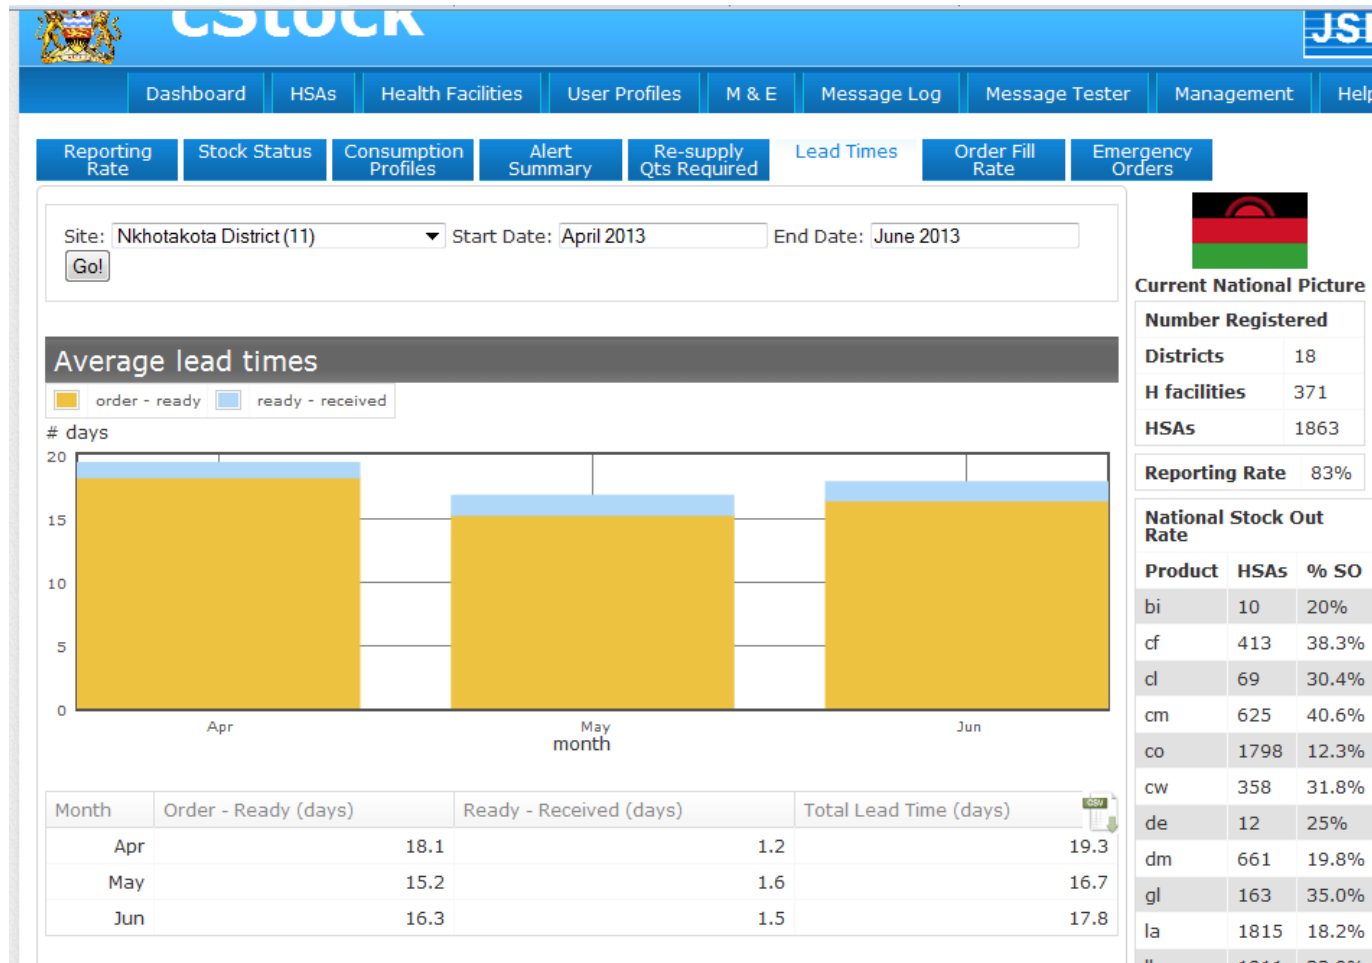 cStock
JSI
Dashboard HSAs Health Facilities User Profiles M & E Message Log Message Tester Management Help
Reporting Rate Stock Status Consumption Profiles Alert Summary Re-supply Qts Required Lead Times Order Fill Rate Emergency Orders
Site: Nkhotakota District (11) Start Date: April 2013 End Date: June 2013
Go!
Average lead times
order - ready ready - received
# days
20
15
10
5
0
Apr May Jun
month
Month Order - Ready (days) Ready - Received (days) Total Lead Time (days) CSV
Apr 18.1 1.2 19.3
May 15.2 1.6 16.7
Jun 16.3 1.5 17.8
Current National Picture
Number Registered
Districts 18
H facilities 371
HSAs 1863
Reporting Rate 83%
National Stock Out
Rate
Product HSAs % SO
bi 10 20%
cf 413 38.3%
cl 69 30.4%
cm 625 40.6%
co 1798 12.3%
cw 358 31.8%
de 12 25%
dm 661 19.8%
gl 163 35.0%
la 1815 18.2%